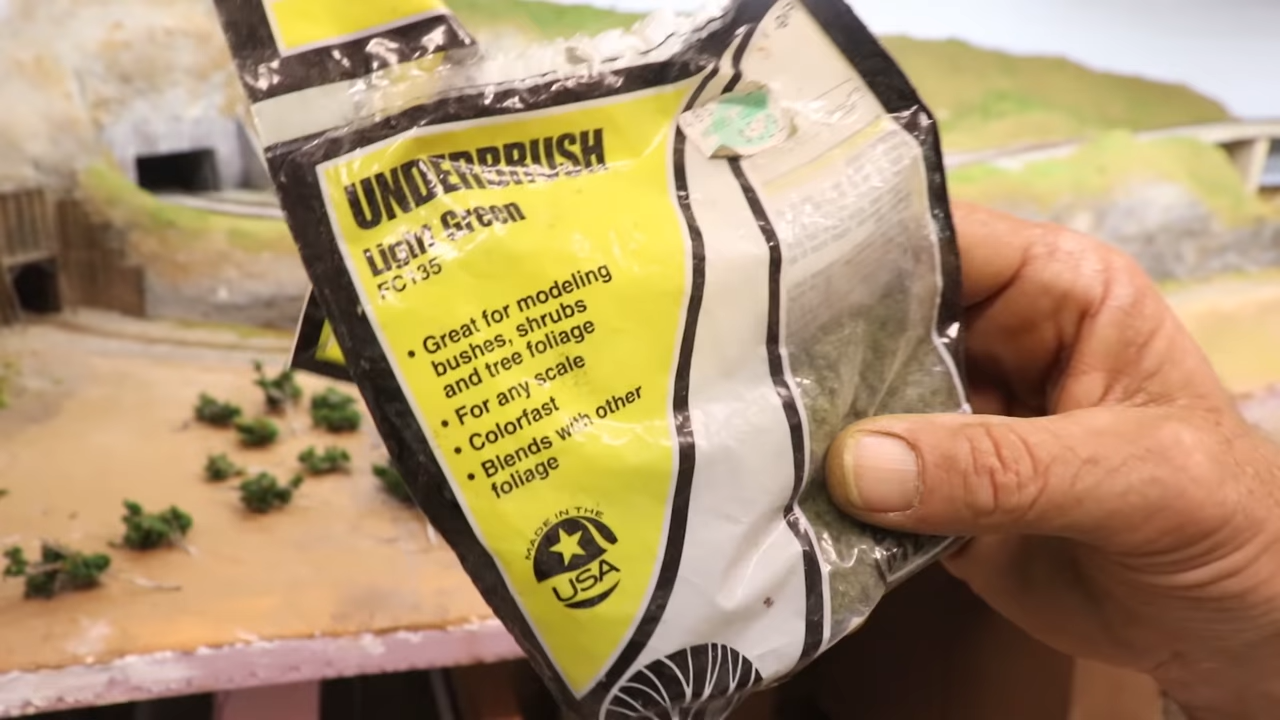 UNDERBRUSH
Light Green
FC135
• Great for modeling
bushes, shrubs
and tree foliage
• For any scale
• Colorfast
• Blends with other
foliage
MADE IN THE
USA